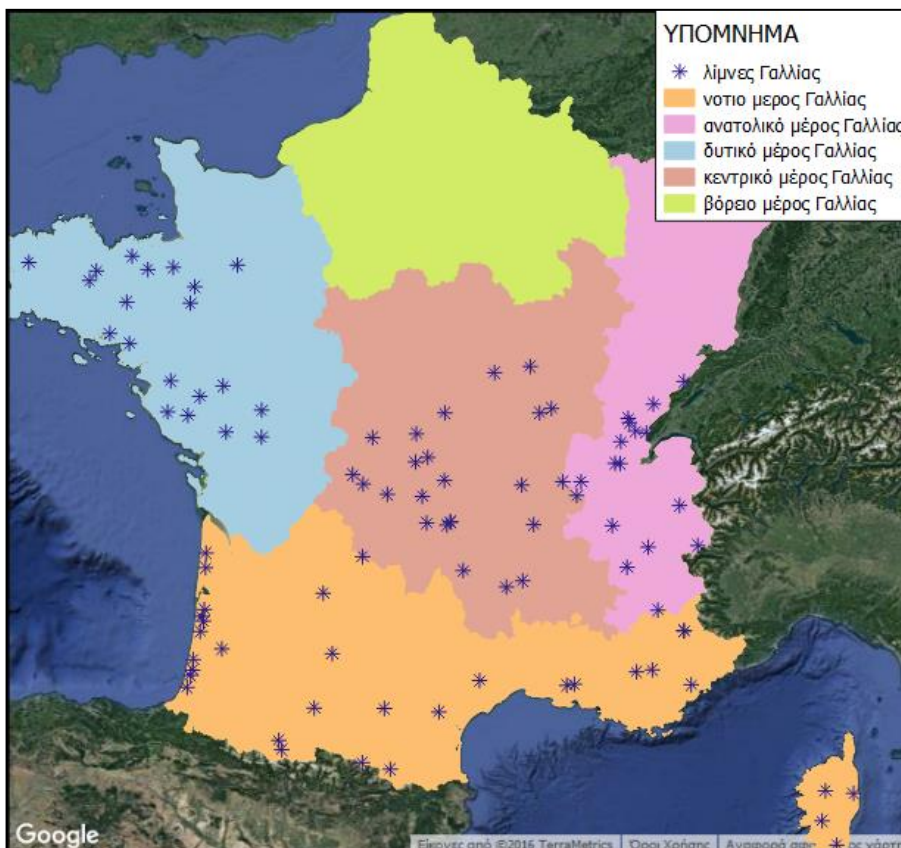 ΥΠΟΜΝΗΜΑ
λίμνες Γαλλίας
νοτιο μερος Γαλλίας
ανατολικό μέρος Γαλλίας
δυτικό μέρος Γαλλίας
κεντρικό μέρος Γαλλίας
βόρειο μέρος Γαλλίας
Google
Εικόνες από ©2016 TerraMetrics Όροι Χρήσης Αναφορά